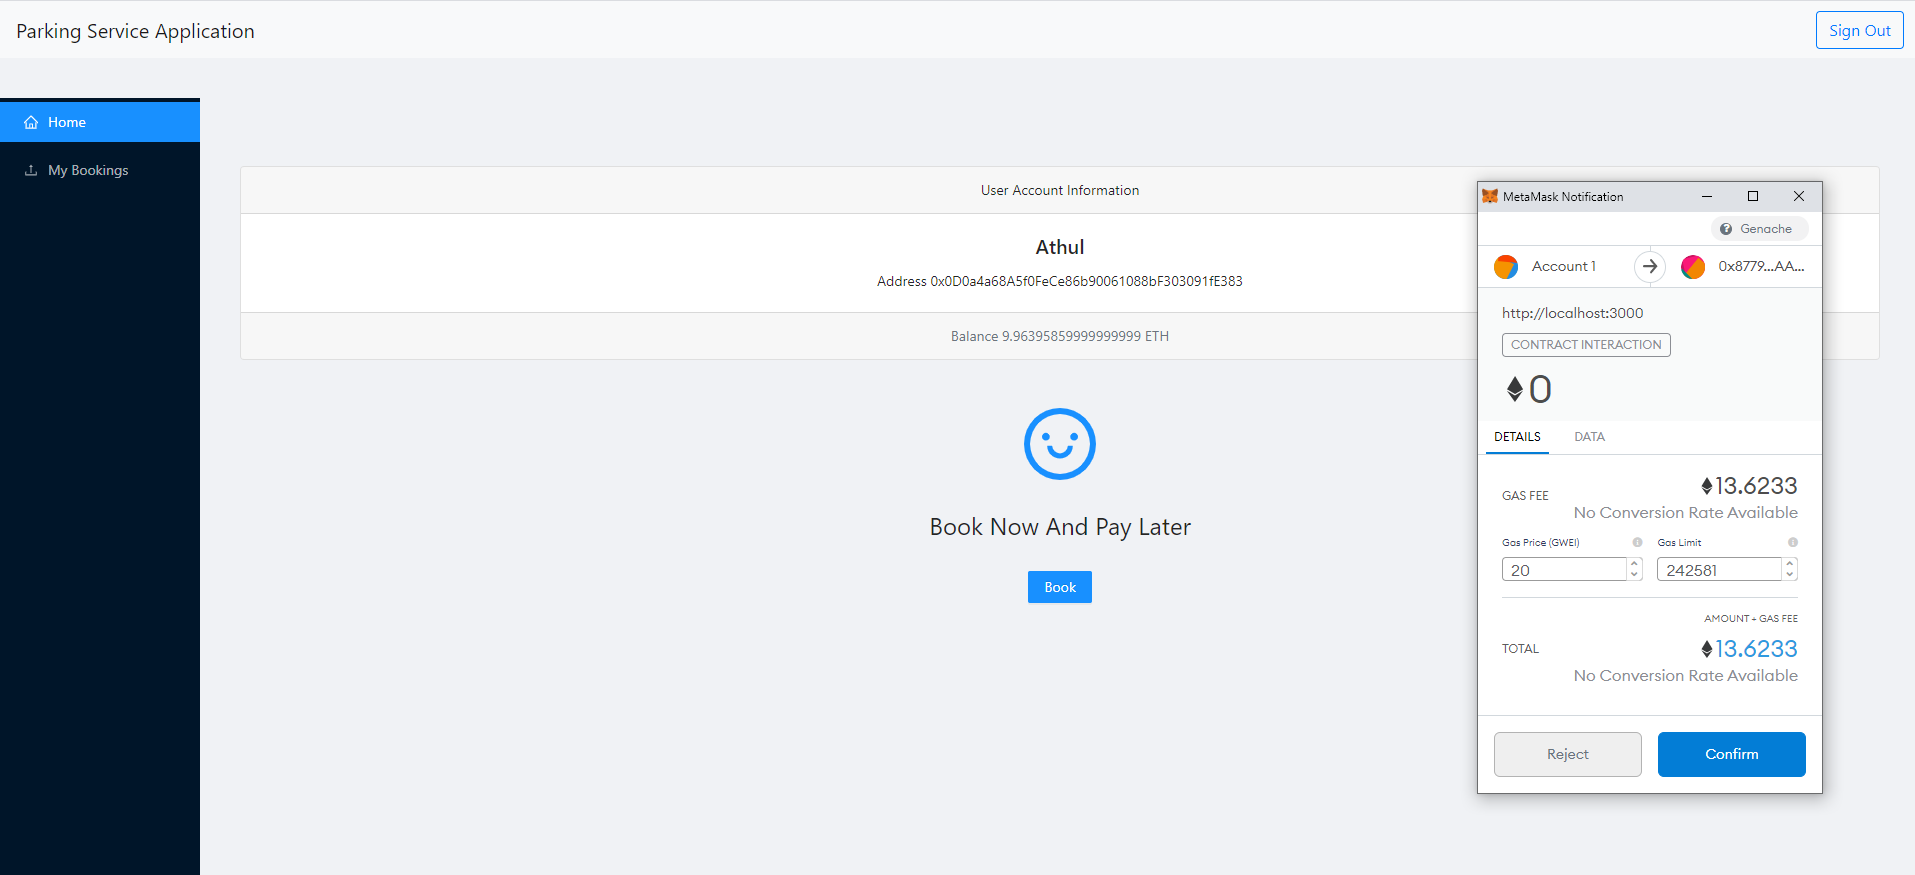 Parking Service Application
Sign Out
Home
My Bookings
User Account Information
Athul
Address 0x0D0a4a68A5f0FeCe86b90061088bF303091fE383
Balance 9.96395859999999999 ETH
Book Now And Pay Later
Book
MetaMask Notification
Genache
Account 1
0x8779...AA...
http://localhost:3000
CONTRACT INTERACTION
0
DETAILS DATA
GAS FEE
13.6233
No Conversion Rate Available
Gas Price (GWEI) Gas Limit
20 242581
AMOUNT + GAS FEE
TOTAL
13.6233
No Conversion Rate Available
Reject Confirm